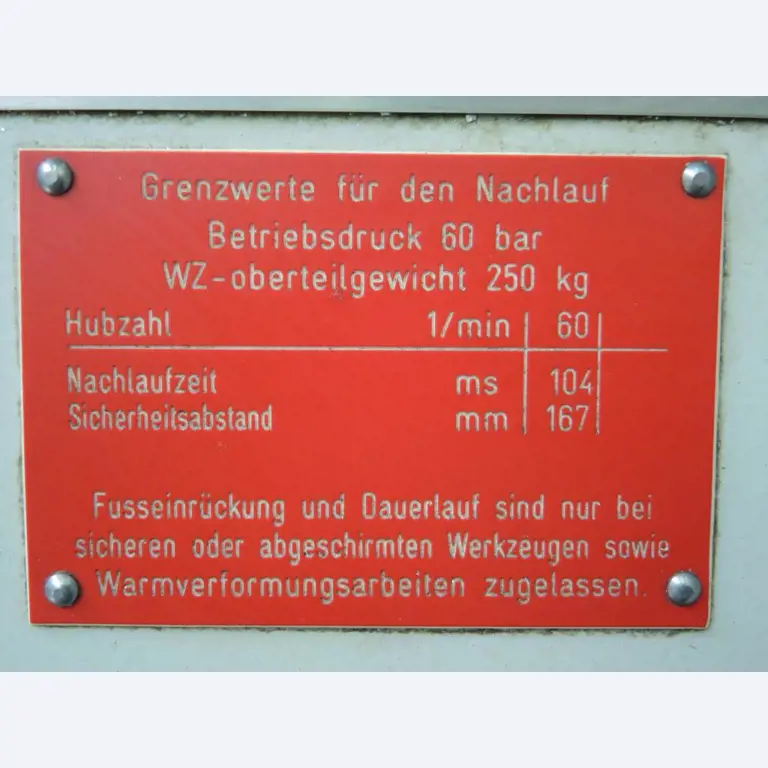 Grenzwerte für den Nachlauf
Betriebsdruck 60 bar
WZ-oberteilgewicht 250 kg
Hubzahl 1/min 60
Nachlaufzeit ms 104
Sicherheitsabstand mm 167
Fusseinrückung und Dauerlauf sind nur bei
sicheren oder abgeschirmten Werkzeugen sowie
Warmverformungsarbeiten zugelassen.